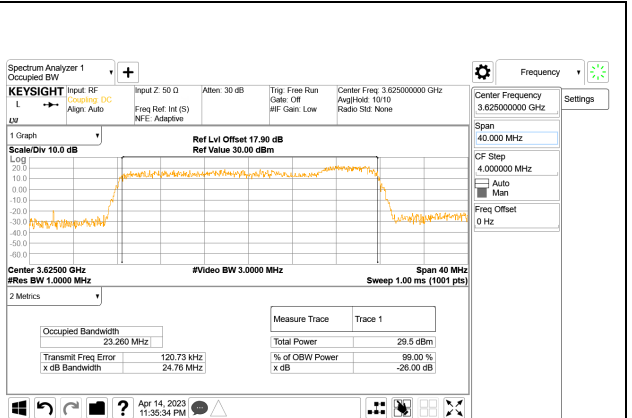 Spectrum Analyzer 1
Occupied BW
Frequency
KEYSIGHT
Input: RF
Coupling: DC
Align: Auto
Input Z: 50 Ω
Freq Ref: Int (S)
NFE: Adaptive
Atten: 30 dB
Trig: Free Run
Gate: Off
#IF Gain: Low
Center Freq: 3.625000000 GHz
Avg|Hold: 10/10
Radio Std: None
L
Center Frequency
3.625000000 GHz
Settings
Span
40.000 MHz
CF Step
4.000000 MHz
Auto
Man
Freq Offset
0 Hz
1 Graph
Scale/Div 10.0 dB
Ref Lvl Offset 17.90 dB
Ref Value 30.00 dBm
Log
20.0
10.0
0.00
-10.0
-20.0
-30.0
-40.0
-50.0
-60.0
Center 3.62500 GHz
#Res BW 1.0000 MHz
#Video BW 3.0000 MHz
Span 40 MHz
Sweep 1.00 ms (1001 pts)
2 Metrics
Measure Trace Trace 1
Occupied Bandwidth
23.260 MHz
Total Power 29.5 dBm
Transmit Freq Error 120.73 kHz
% of OBW Power 99.00 %
x dB Bandwidth 24.76 MHz
x dB -26.00 dB
Apr 14, 2023
11:35:34 PM